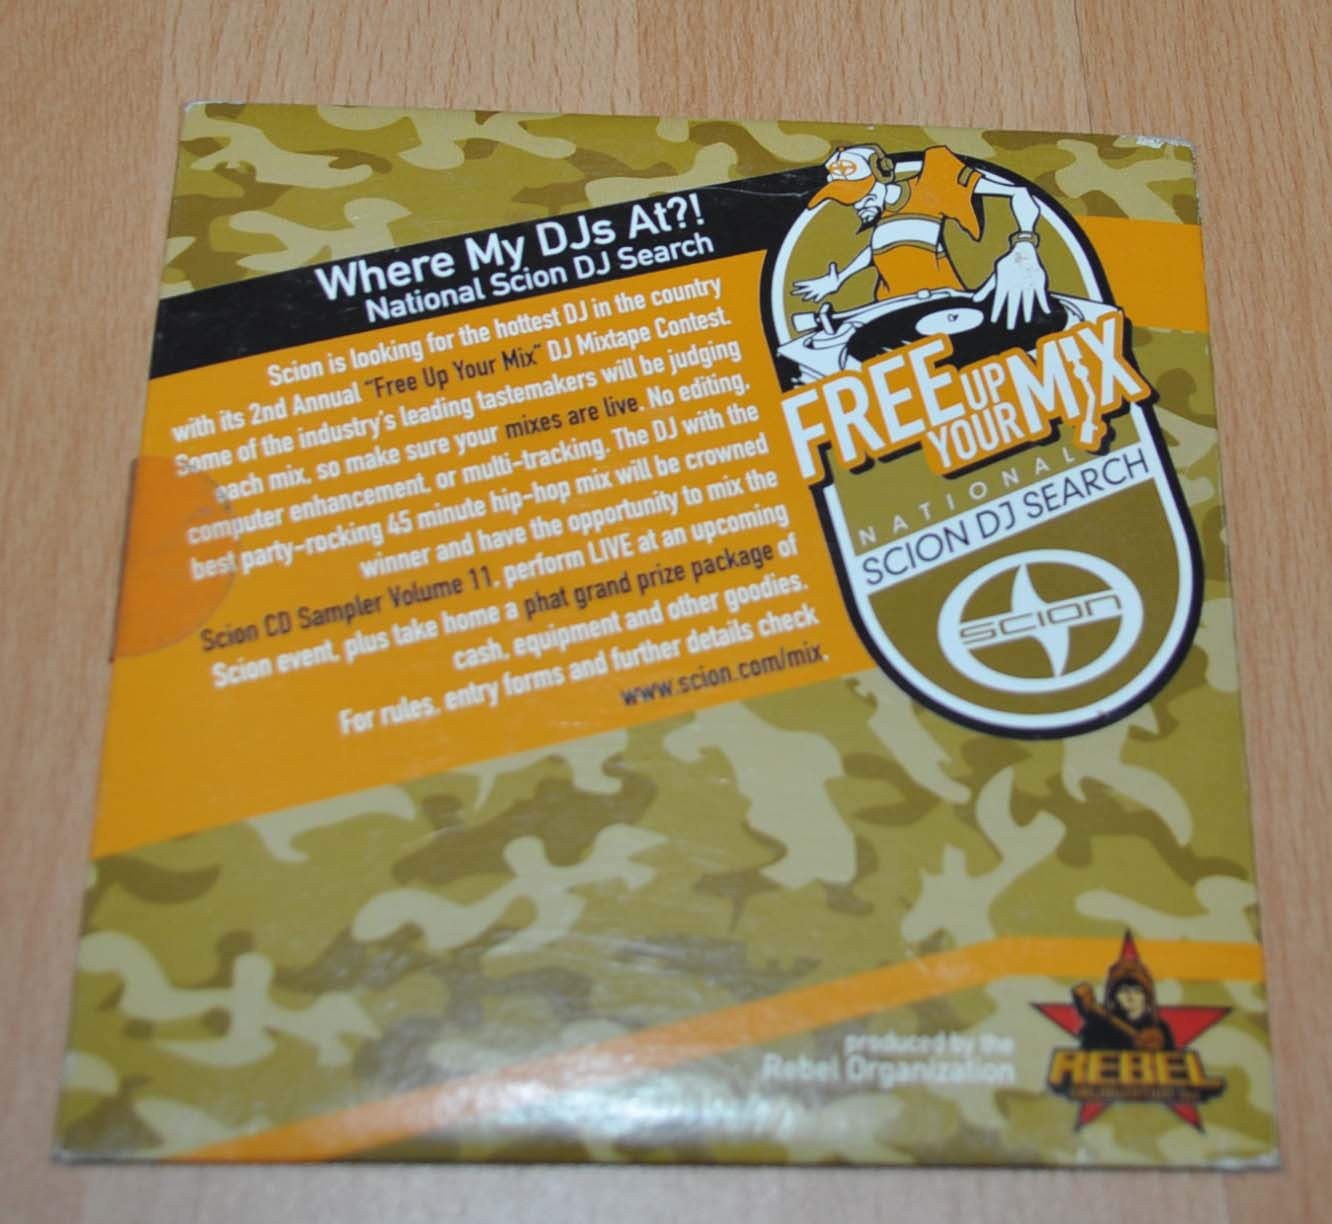 Where My DJs At?!
National Scion DJ Search
Scion is looking for the hottest DJ in the country
with its 2nd Annual "Free Up Your Mix" DJ Mixtape Contest.
Some of the industry's leading tastemakers will be judging
each mix, so make sure your mixes are live. No editing,
computer enhancement, or multi-tracking. The DJ with the
best party-rocking 45 minute hip-hop mix will be crowned
winner and have the opportunity to mix the
Scion CD Sampler Volume 11, perform LIVE at an upcoming
Scion event, plus take home a phat grand prize package of
cash, equipment and other goodies.
For rules, entry forms and further details check
www.scion.com/mix.
FREE UP YOUR MIX
NATIONAL
SCION DJ SEARCH
SCION
produced by the
Rebel Organization
REBEL